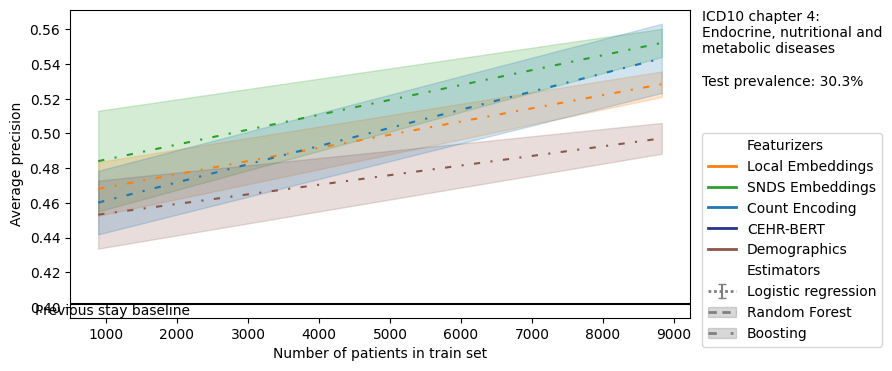 ICD10 chapter 4:
Endocrine, nutritional and
metabolic diseases
Test prevalence: 30.3%
Average precision
0.56
0.54
0.52
0.50
0.48
0.46
0.44
0.42
0.40
Previous stay baseline
1000 2000 3000 4000 5000 6000 7000 8000 9000
Number of patients in train set
Featurizers
Local Embeddings
SNDS Embeddings
Count Encoding
CEHR-BERT
Demographics
Estimators
Logistic regression
Random Forest
Boosting